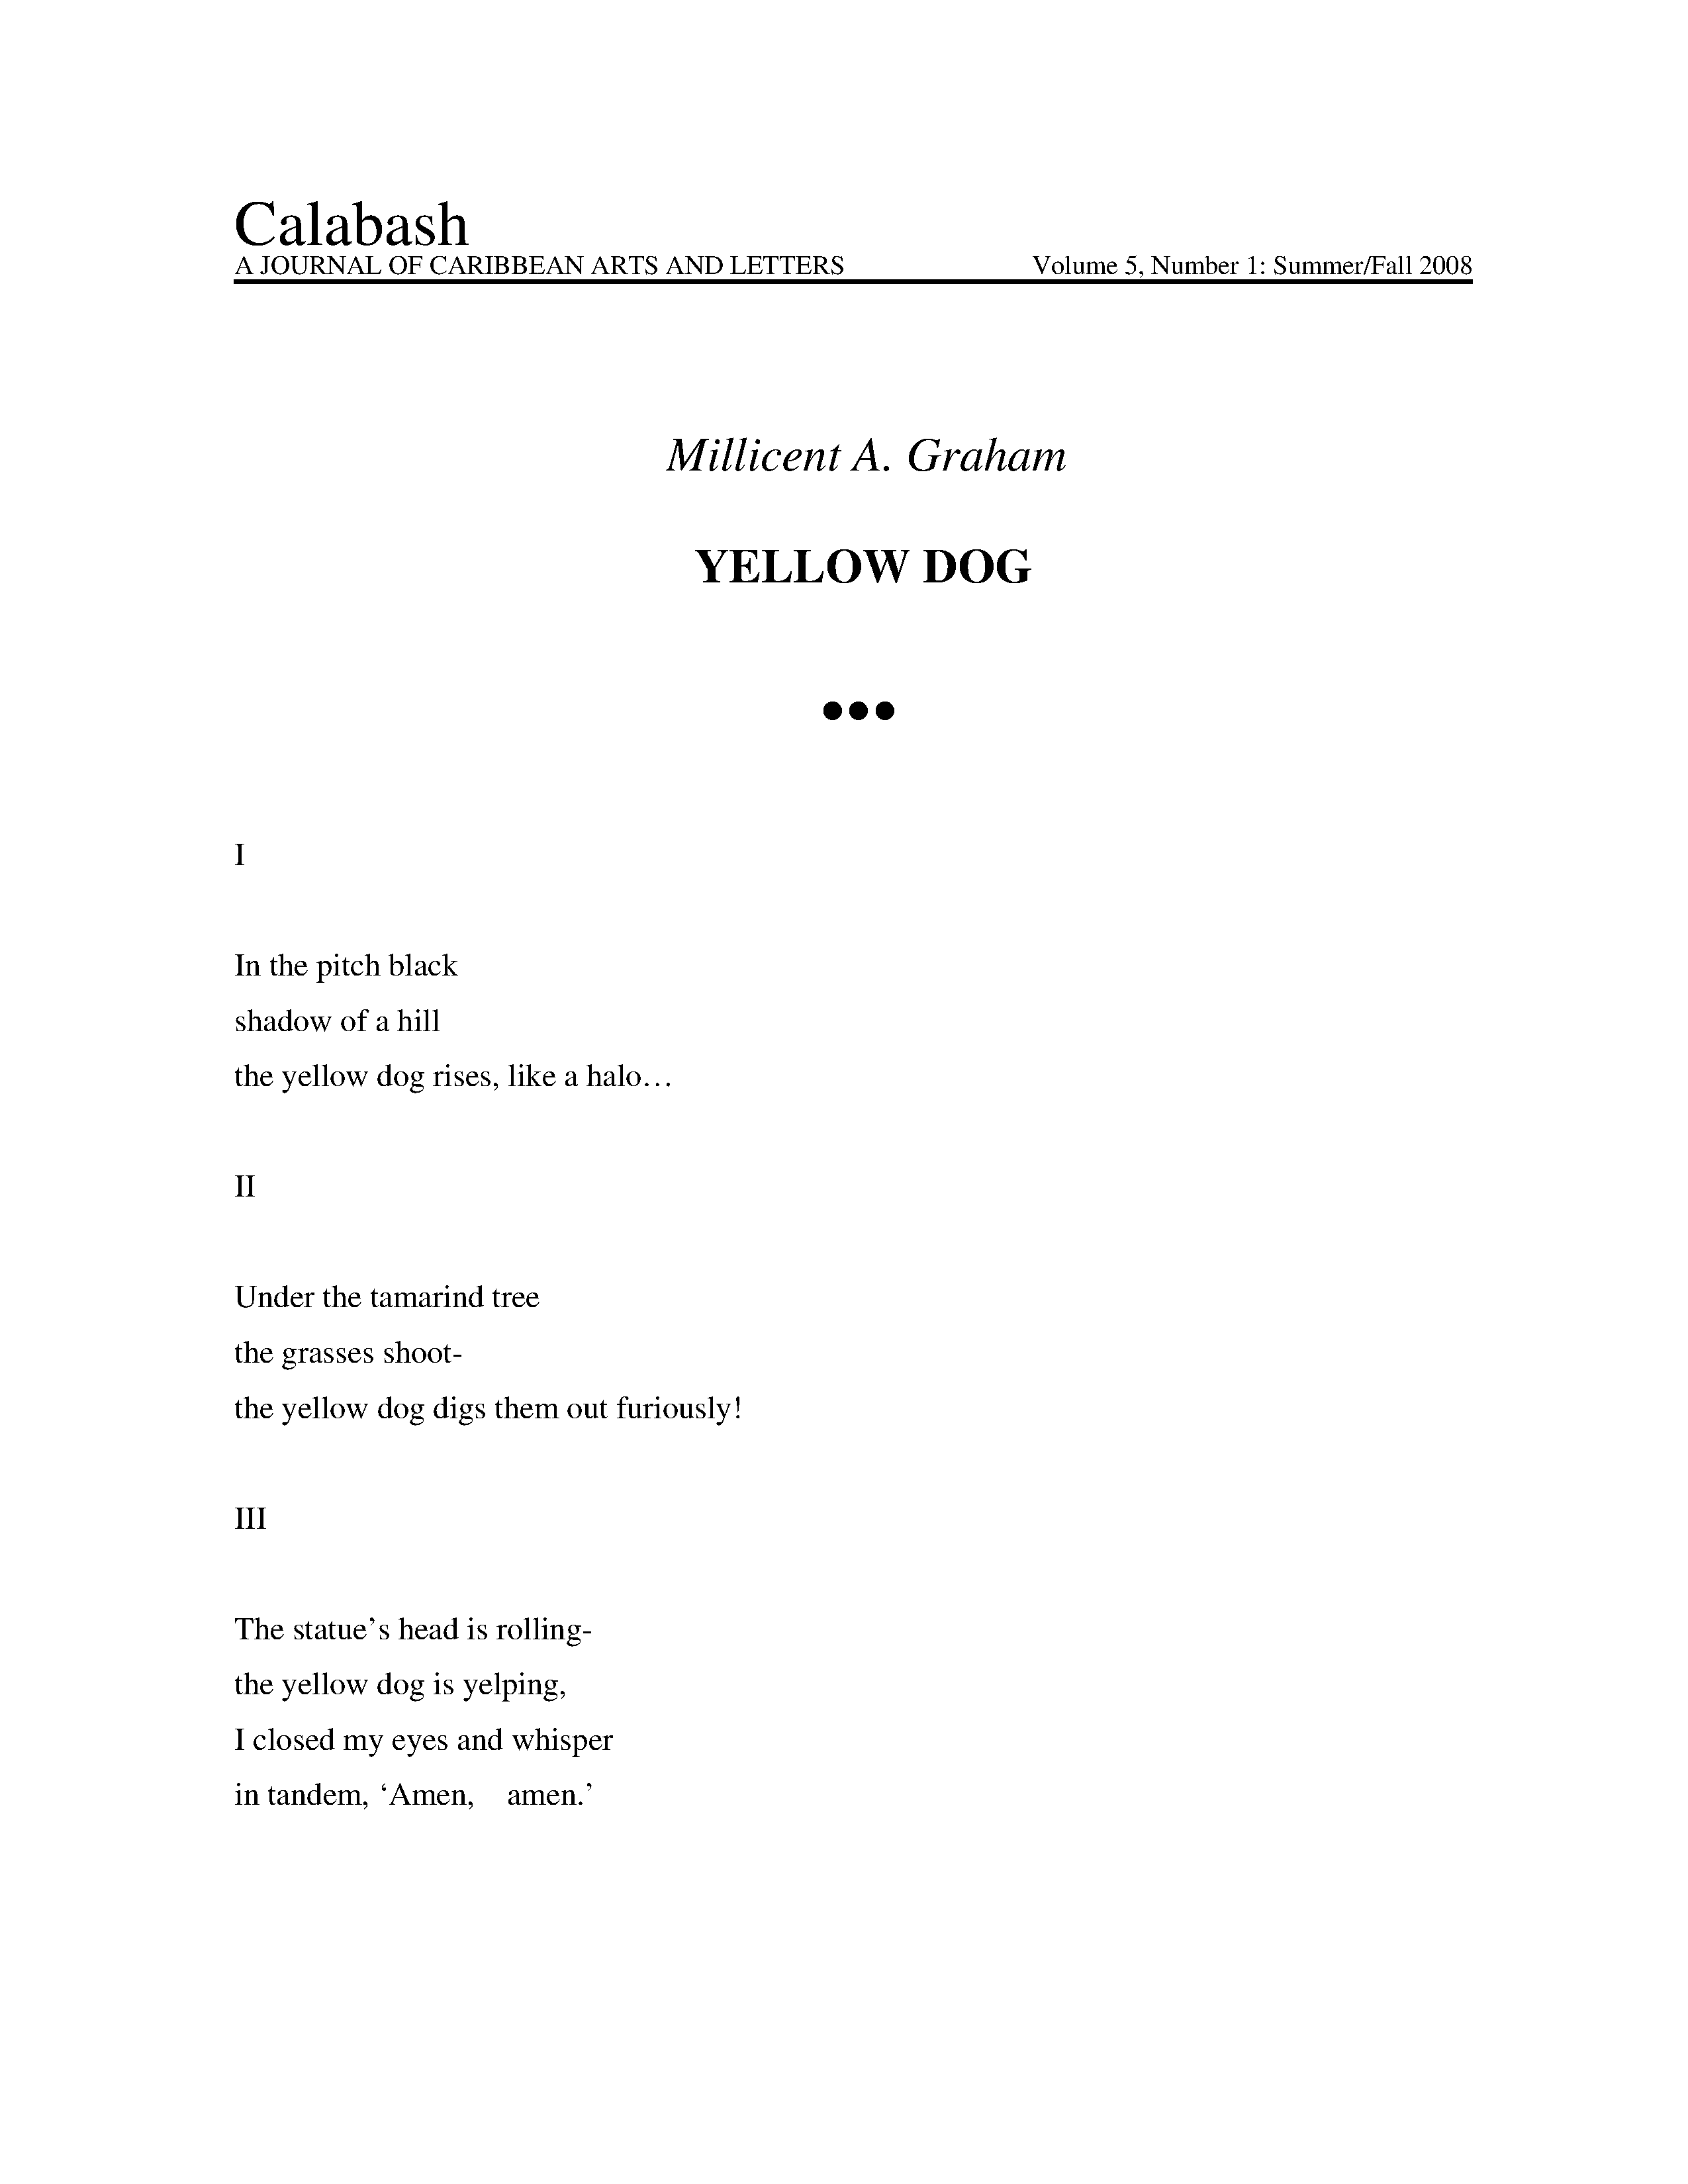 Calabash
A JOURNAL OF CARIBBEAN ARTS AND LETTERS Volume 5, Number 1: Summer/Fall 2008
Millicent A. Graham
YELLOW DOG
●●●
I
In the pitch black
shadow of a hill
the yellow dog rises, like a halo…
II
Under the tamarind tree
the grasses shoot-
the yellow dog digs them out furiously!
III
The statue’s head is rolling-
the yellow dog is yelping,
I closed my eyes and whisper
in tandem, ‘Amen,    amen.’